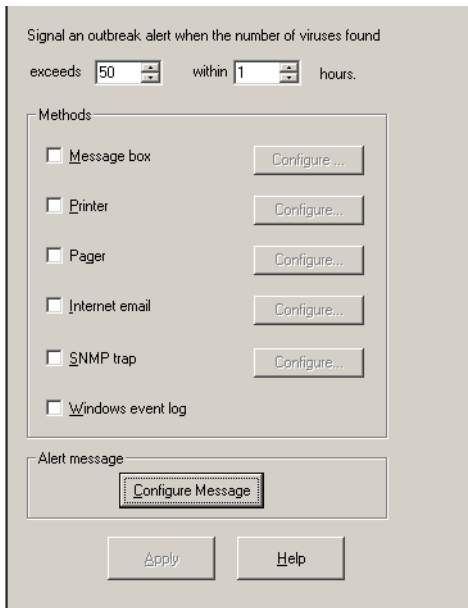 Signal an outbreak alert when the number of viruses found
exceeds 50 within 1 hours.
Methods
Message box Configure ...
Printer Configure...
Pager Configure...
Internet email Configure...
SNMP trap Configure...
Windows event log
Alert message
Configure Message
Apply Help